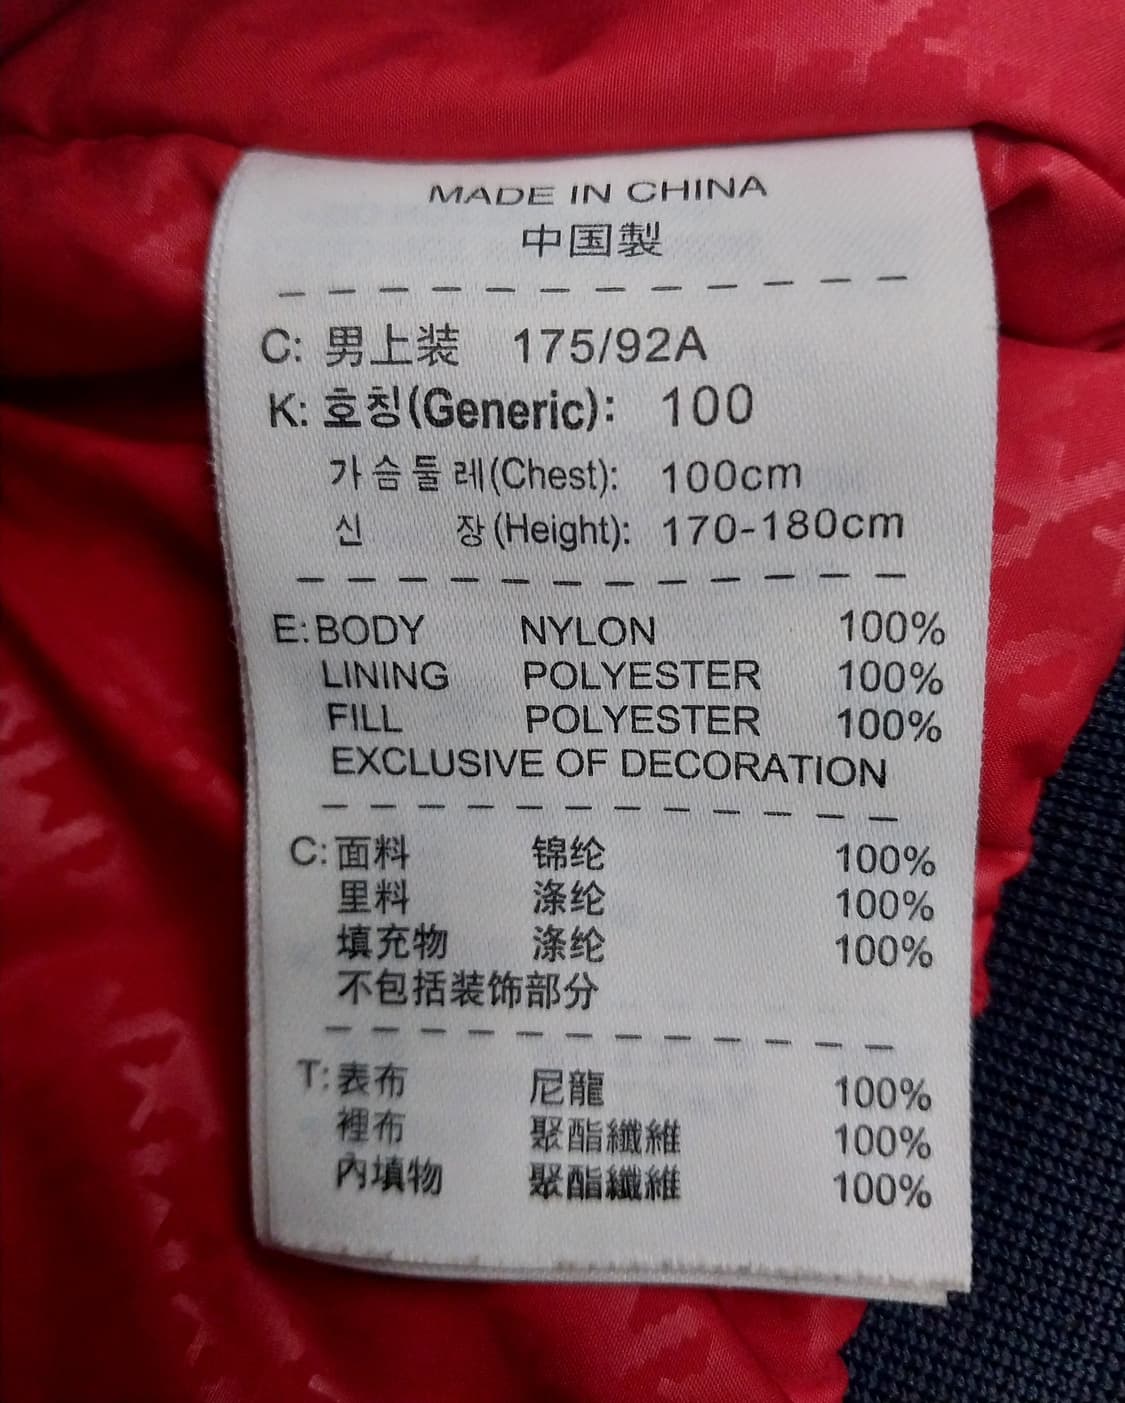 MADE IN CHINA
中国製
C: 男上装 175/92A
K: 호칭(Generic): 100
가슴둘레(Chest): 100cm
신 장(Height): 170-180cm
E: BODY NYLON 100%
LINING POLYESTER 100%
FILL POLYESTER 100%
EXCLUSIVE OF DECORATION
C: 面料 锦纶 100%
里料 涤纶 100%
填充物 涤纶 100%
不包括装饰部分
T: 表布 尼龍 100%
裡布 聚酯纖維 100%
內填物 聚酯纖維 100%